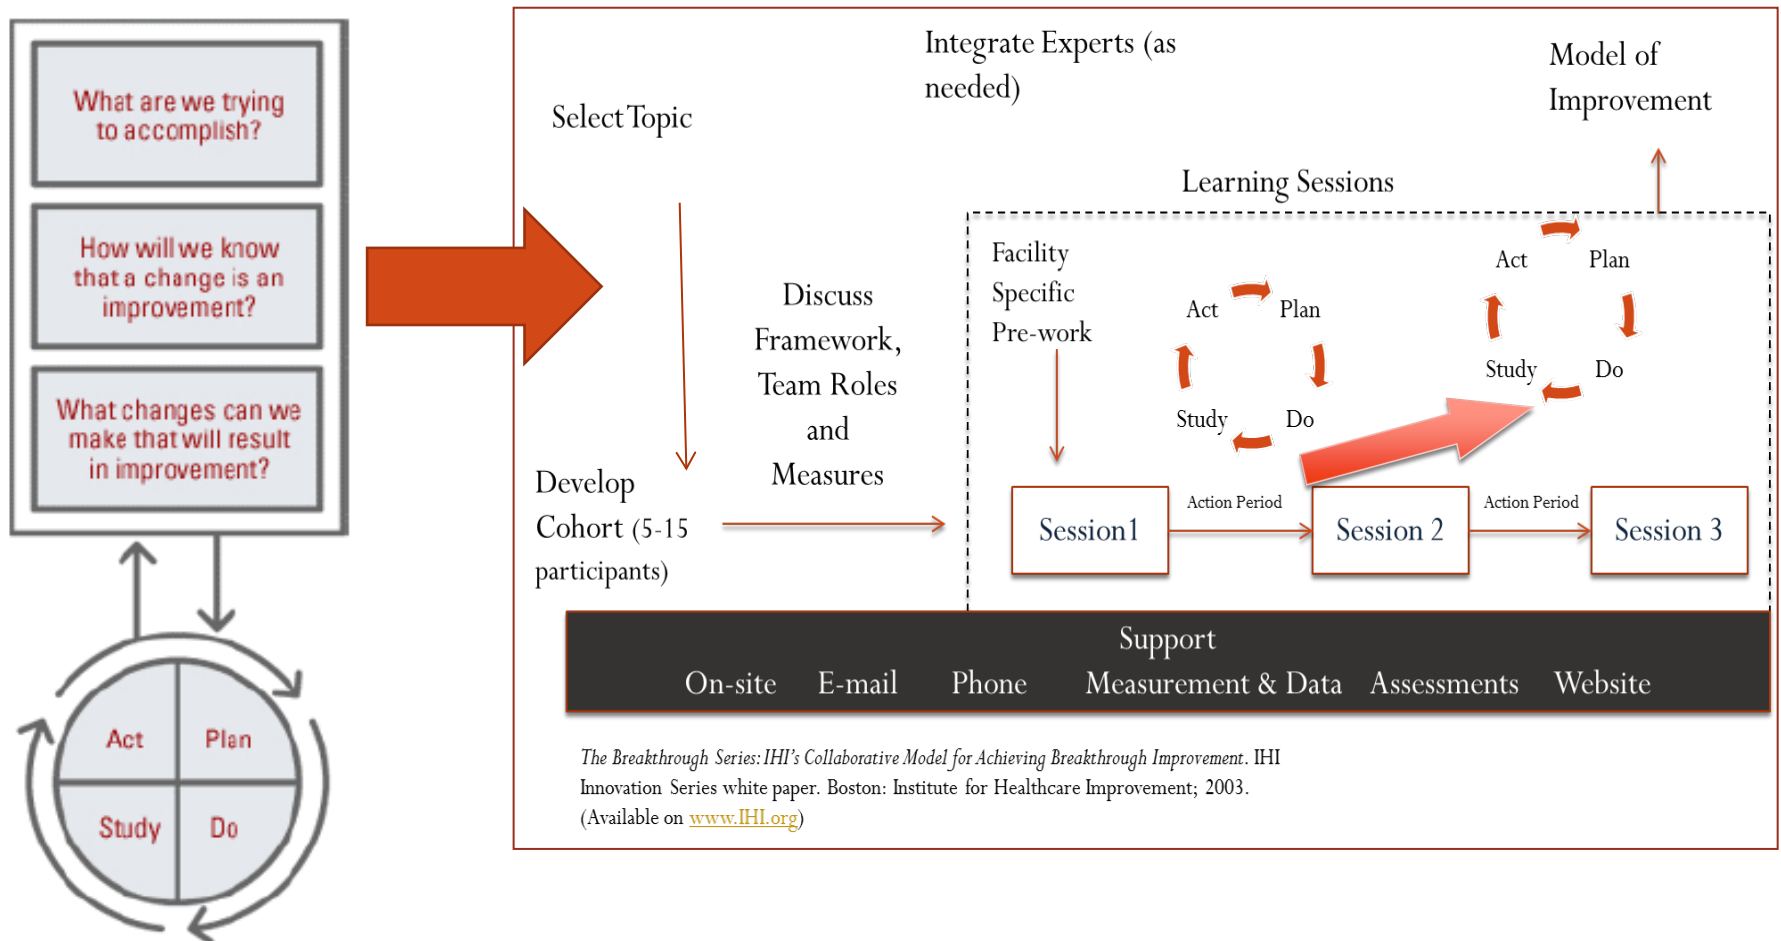 What are we trying
to accomplish?
How will we know
that a change is an
improvement?
What changes can we
make that will result
in improvement?
Act
Plan
Study
Do
Select Topic
Integrate Experts (as
needed)
Model of
Improvement
Learning Sessions
Discuss
Framework,
Team Roles
and
Measures
Develop
Cohort (5-15
participants)
Facility
Specific
Pre-work
Act
Plan
Study
Do
Act
Plan
Study
Do
Session1
Action Period
Session 2
Action Period
Session 3
Support
On-site E-mail Phone Measurement & Data Assessments Website
The Breakthrough Series: IHI's Collaborative Model for Achieving Breakthrough Improvement. IHI
Innovation Series white paper. Boston: Institute for Healthcare Improvement; 2003.
(Available on www.IHI.org)